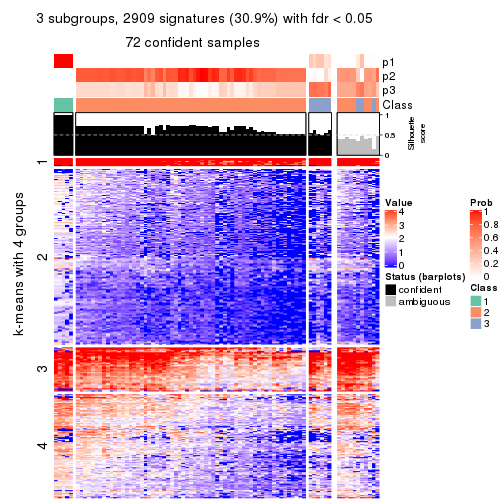 3 subgroups, 2909 signatures (30.9%) with fdr < 0.05
72 confident samples
p1
p2
p3
Class
1
0.5
0
Silhouette
score
k-means with 4 groups
1
2
3
4
Value
4
3
2
1
0
Status (barplots)
confident
ambiguous
Prob
1
0.8
0.6
0.4
0.2
0
Class
1
2
3